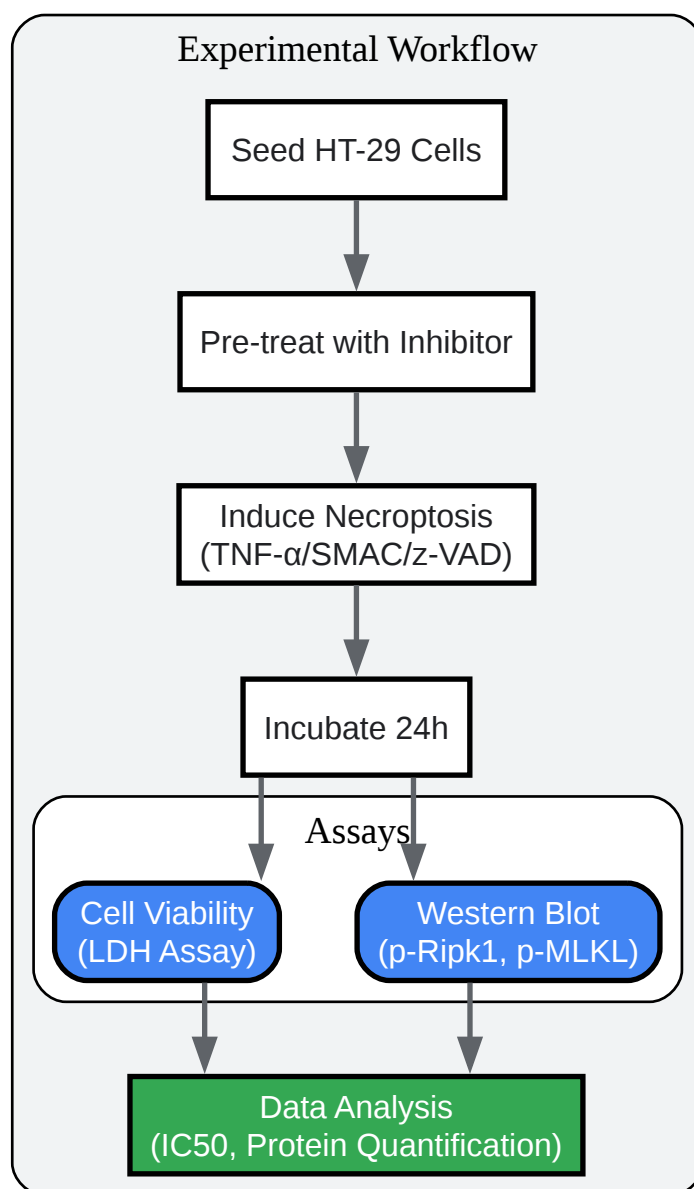 Experimental Workflow
Seed HT-29 Cells
Pre-treat with Inhibitor
Induce Necroptosis
(TNF-α/SMAC/z-VAD)
Incubate 24h
Assays
Cell Viability
(LDH Assay)
Western Blot
(p-Ripk1, p-MLKL)
Data Analysis
(IC50, Protein Quantification)